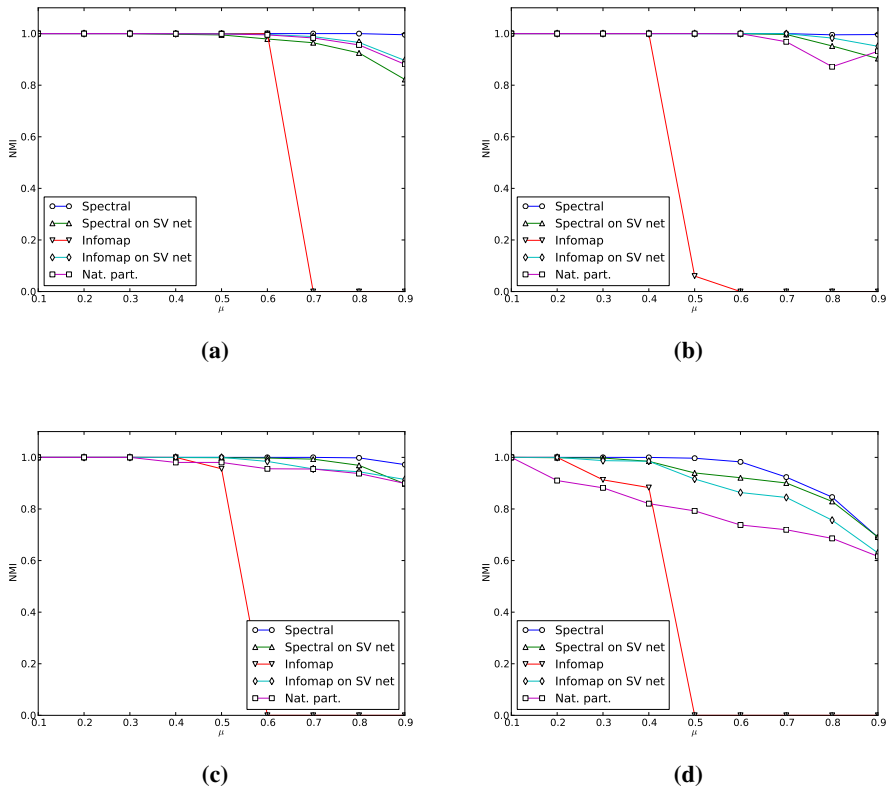 1.0
0.8
0.6
0.4
0.2
0.0
NMI
Spectral
Spectral on SV net
Infomap
Infomap on SV net
Nat. part.
0.1 0.2 0.3 0.4 0.5 0.6 0.7 0.8 0.9
μ
(a)
1.0
0.8
0.6
0.4
0.2
0.0
NMI
Spectral
Spectral on SV net
Infomap
Infomap on SV net
Nat. part.
0.1 0.2 0.3 0.4 0.5 0.6 0.7 0.8 0.9
μ
(b)
1.0
0.8
0.6
0.4
0.2
0.0
NMI
Spectral
Spectral on SV net
Infomap
Infomap on SV net
Nat. part.
0.1 0.2 0.3 0.4 0.5 0.6 0.7 0.8 0.9
μ
(c)
1.0
0.8
0.6
0.4
0.2
0.0
NMI
Spectral
Spectral on SV net
Infomap
Infomap on SV net
Nat. part.
0.1 0.2 0.3 0.4 0.5 0.6 0.7 0.8 0.9
μ
(d)